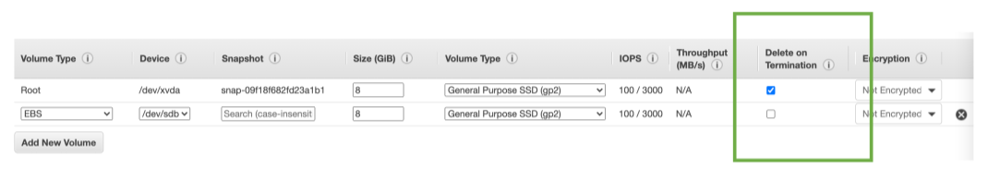 Volume Type Device Snapshot Size (GiB) Volume Type IOPS Throughput (MB/s) Delete on Termination Encryption
Root /dev/xvda snap-09f18f682fd23a1b1 8 General Purpose SSD (gp2) 100 / 3000 N/A Not Encrypted
EBS /dev/sdb Search (case-insensit 8 General Purpose SSD (gp2) 100 / 3000 N/A Not Encrypted
Add New Volume